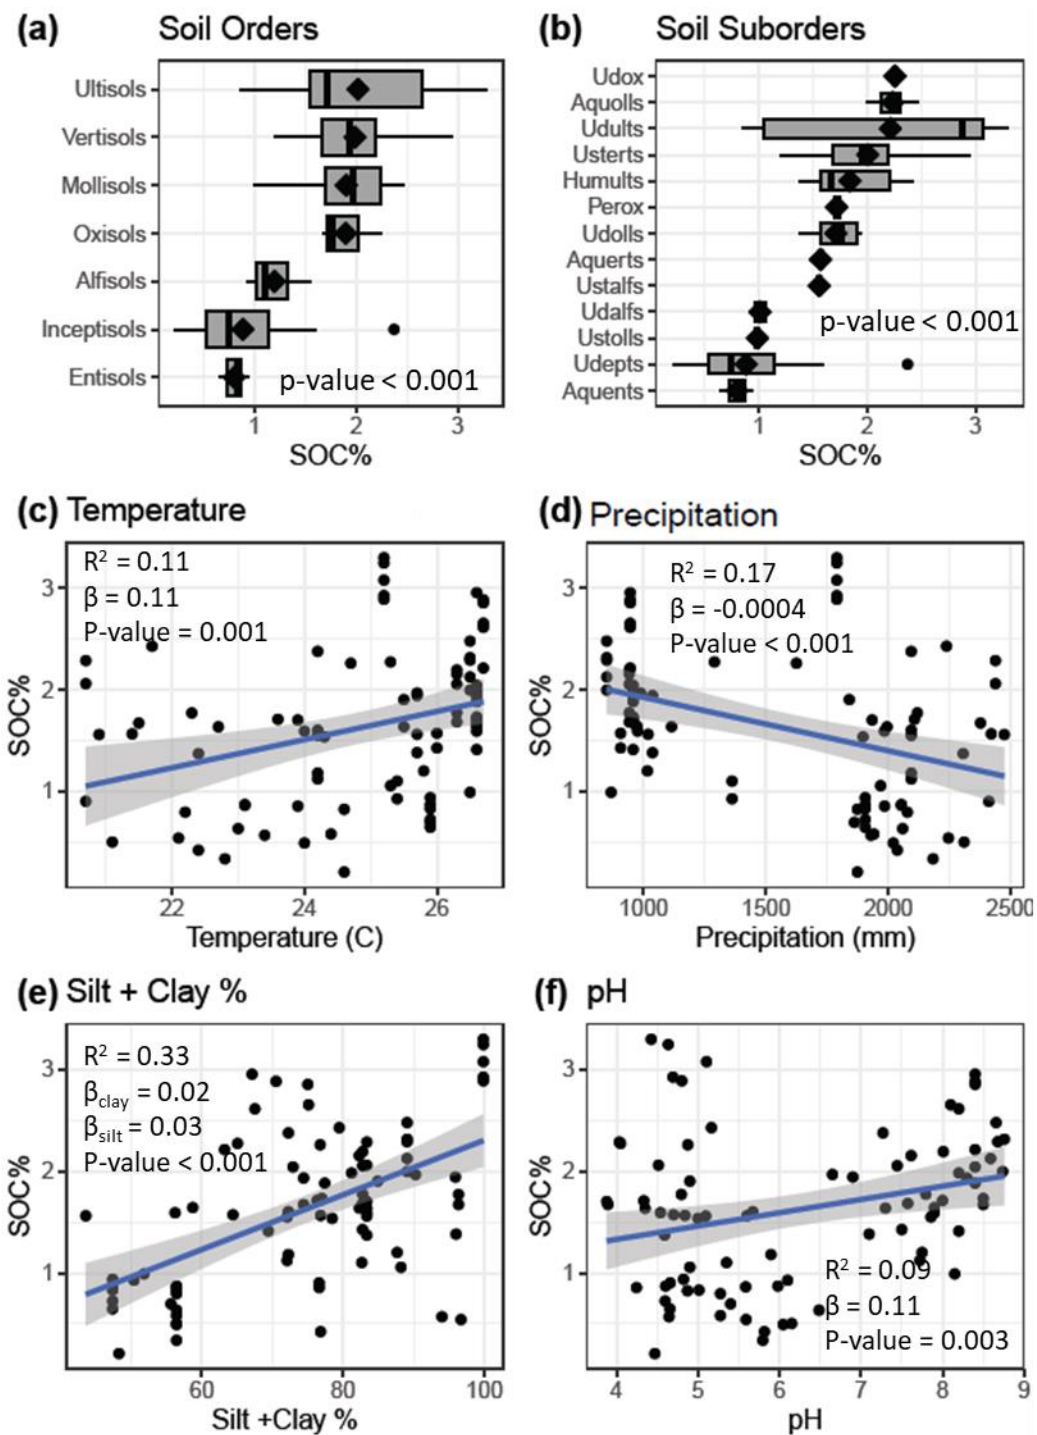 (a) Soil Orders
Ultisols
Vertisols
Mollisols
Oxisols
Alfisols
Inceptisols
Entisols
p-value < 0.001
1 2 3
SOC%
(b) Soil Suborders
Udox
Aquolls
Udults
Usterts
Humults
Perox
Udolls
Aquerts
Ustalfs
Udalfs
Ustolls
Udepts
Aquents
p-value < 0.001
1 2 3
SOC%
(c) Temperature
R² = 0.11
β = 0.11
P-value = 0.001
SOC%
3
2
1
22 24 26
Temperature (C)
(d) Precipitation
R² = 0.17
β = -0.0004
P-value < 0.001
SOC%
3
2
1
1000 1500 2000 2500
Precipitation (mm)
(e) Silt + Clay %
R² = 0.33
βclay = 0.02
βsilt = 0.03
P-value < 0.001
SOC%
3
2
1
60 80 100
Silt +Clay %
(f) pH
SOC%
3
2
1
R² = 0.09
β = 0.11
P-value = 0.003
4 5 6 7 8 9
pH